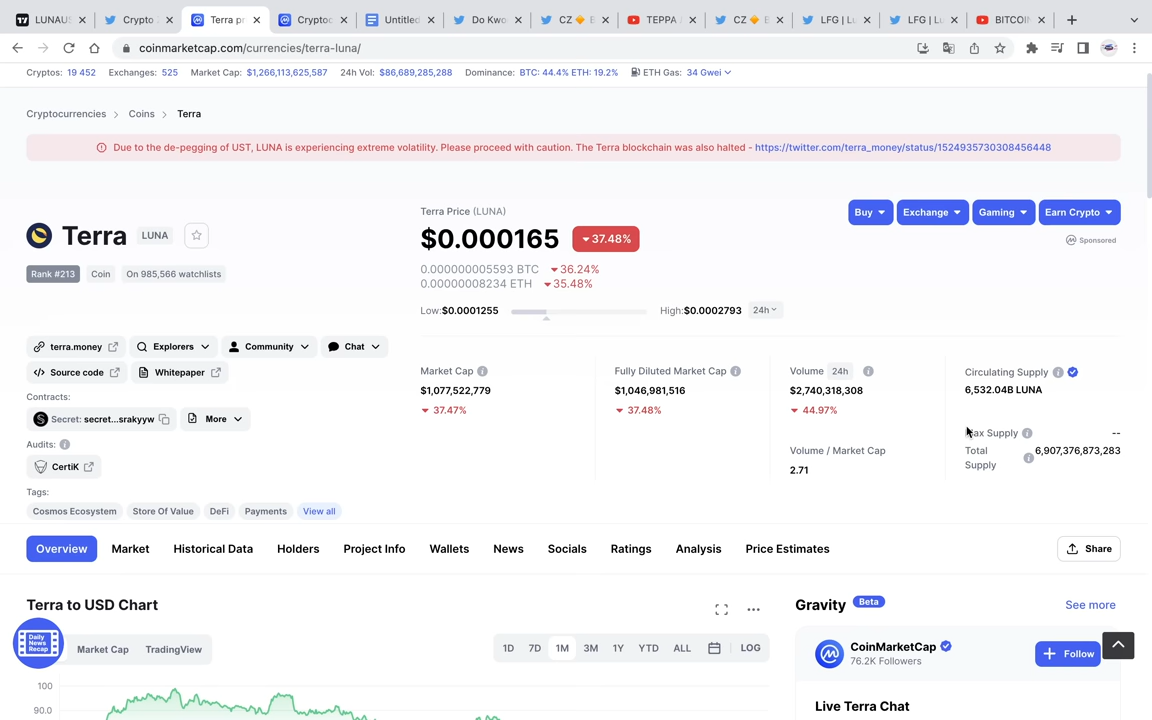 LUNAUS
Crypto
Terra pr
Cryptoc
Untitled
Do Kwo
CZ
TEPPA
CZ
LFG | Lu
LFG | Lu
BITCOI
coinmarketcap.com/currencies/terra-luna/
Cryptos: 19 452 Exchanges: 525 Market Cap: $1,266,113,625,587 24h Vol: $86,689,285,288 Dominance: BTC: 44.4% ETH: 19.2% ETH Gas: 34 Gwei
Cryptocurrencies > Coins > Terra
Due to the de-pegging of UST, LUNA is experiencing extreme volatility. Please proceed with caution. The Terra blockchain was also halted - https://twitter.com/terra_money/status/1524935730308456448
Terra LUNA
Rank #213 Coin On 985,566 watchlists
Terra Price (LUNA)
$0.000165 37.48%
0.000000005593 BTC 36.24%
0.00000008234 ETH 35.48%
Low:$0.0001255 High:$0.0002793 24h
Buy Exchange Gaming Earn Crypto
Sponsored
terra.money Explorers Community Chat
Source code Whitepaper
Contracts:
Secret: secret...srakyyw More
Audits:
CertiK
Tags:
Cosmos Ecosystem Store Of Value DeFi Payments View all
Market Cap
$1,077,522,779
37.47%
Fully Diluted Market Cap
$1,046,981,516
37.48%
Volume 24h
$2,740,318,308
44.97%
Volume / Market Cap
2.71
Circulating Supply
6,532.04B LUNA
Max Supply --
Total Supply 6,907,376,873,283
Overview Market Historical Data Holders Project Info Wallets News Socials Ratings Analysis Price Estimates Share
Terra to USD Chart
Daily News Recap
Market Cap TradingView
1D 7D 1M 3M 1Y YTD ALL LOG
100
90.0
Gravity Beta See more
CoinMarketCap
76.2K Followers
Follow
Live Terra Chat